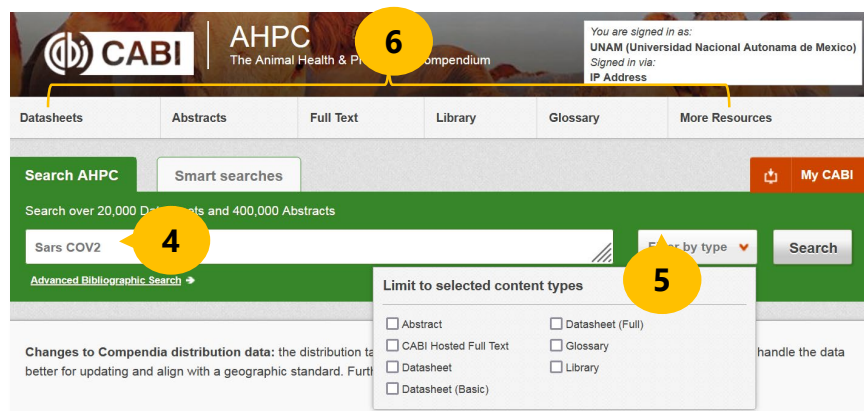 CABI
AHPC
The Animal Health & P ompendium
6
You are signed in as:
UNAM (Universidad Nacional Autonama de Mexico)
Signed in via:
IP Address
Datasheets Abstracts Full Text Library Glossary More Resources
Search AHPC Smart searches My CABI
Search over 20,000 D ets and 400,000 Abstracts
Sars COV2 4 by type Search
Advanced Bibliographic Search
5
Limit to selected content types
Abstract Datasheet (Full)
CABI Hosted Full Text Glossary
Datasheet Library
Datasheet (Basic)
Changes to Compendia distribution data: the distribution ta handle the data
better for updating and align with a geographic standard. Furth